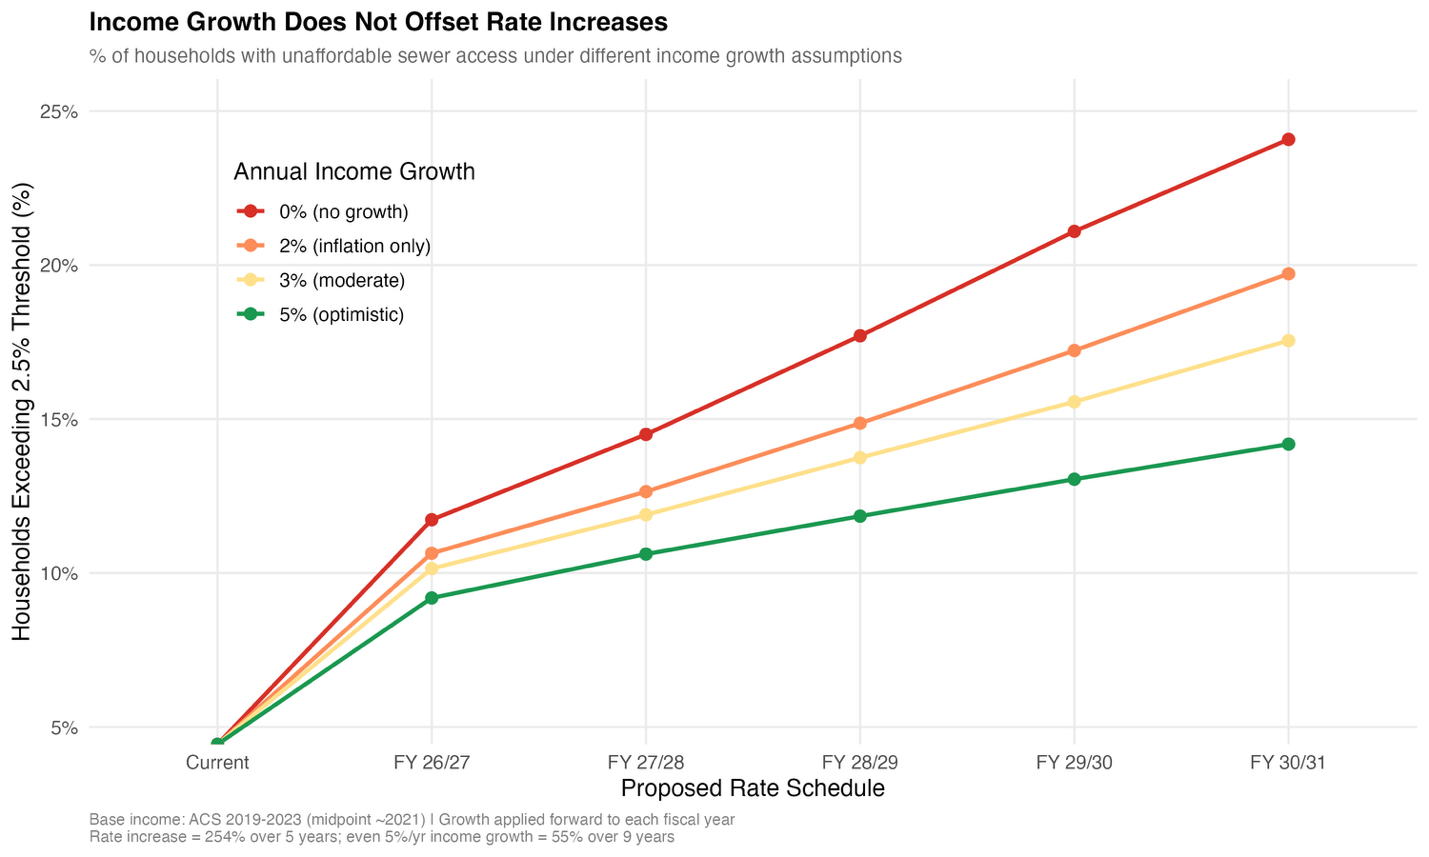 Income Growth Does Not Offset Rate Increases
% of households with unaffordable sewer access under different income growth assumptions
Households Exceeding 2.5% Threshold (%)
25%
20%
15%
10%
5%
Annual Income Growth
0% (no growth)
2% (inflation only)
3% (moderate)
5% (optimistic)
Current
FY 26/27
FY 27/28
FY 28/29
FY 29/30
FY 30/31
Proposed Rate Schedule
Base income: ACS 2019-2023 (midpoint ~2021) | Growth applied forward to each fiscal year
Rate increase = 254% over 5 years; even 5%/yr income growth = 55% over 9 years